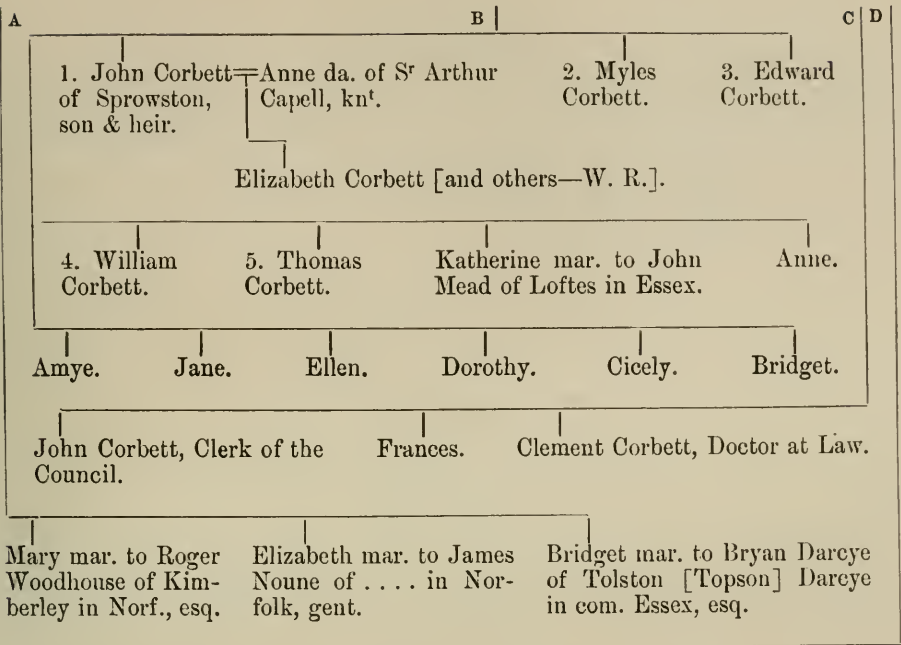 A B C D
1. John Corbett=Anne da. of Sʳ Arthur 2. Myles 3. Edward
of Sprowston, Capell, knᵗ. Corbett. Corbett.
son & heir.
Elizabeth Corbett [and others—W. R.].
4. William 5. Thomas Katherine mar. to John Anne.
Corbett. Corbett. Mead of Loftes in Essex.
Amye. Jane. Ellen. Dorothy. Cicely. Bridget.
John Corbett, Clerk of the Frances. Clement Corbett, Doctor at Law.
Council.
Mary mar. to Roger Elizabeth mar. to James Bridget mar. to Bryan Darcye
Woodhouse of Kim- Noune of . . . . in Nor- of Tolston [Topson] Darcye
berley in Norf., esq. folk, gent. in com. Essex, esq.